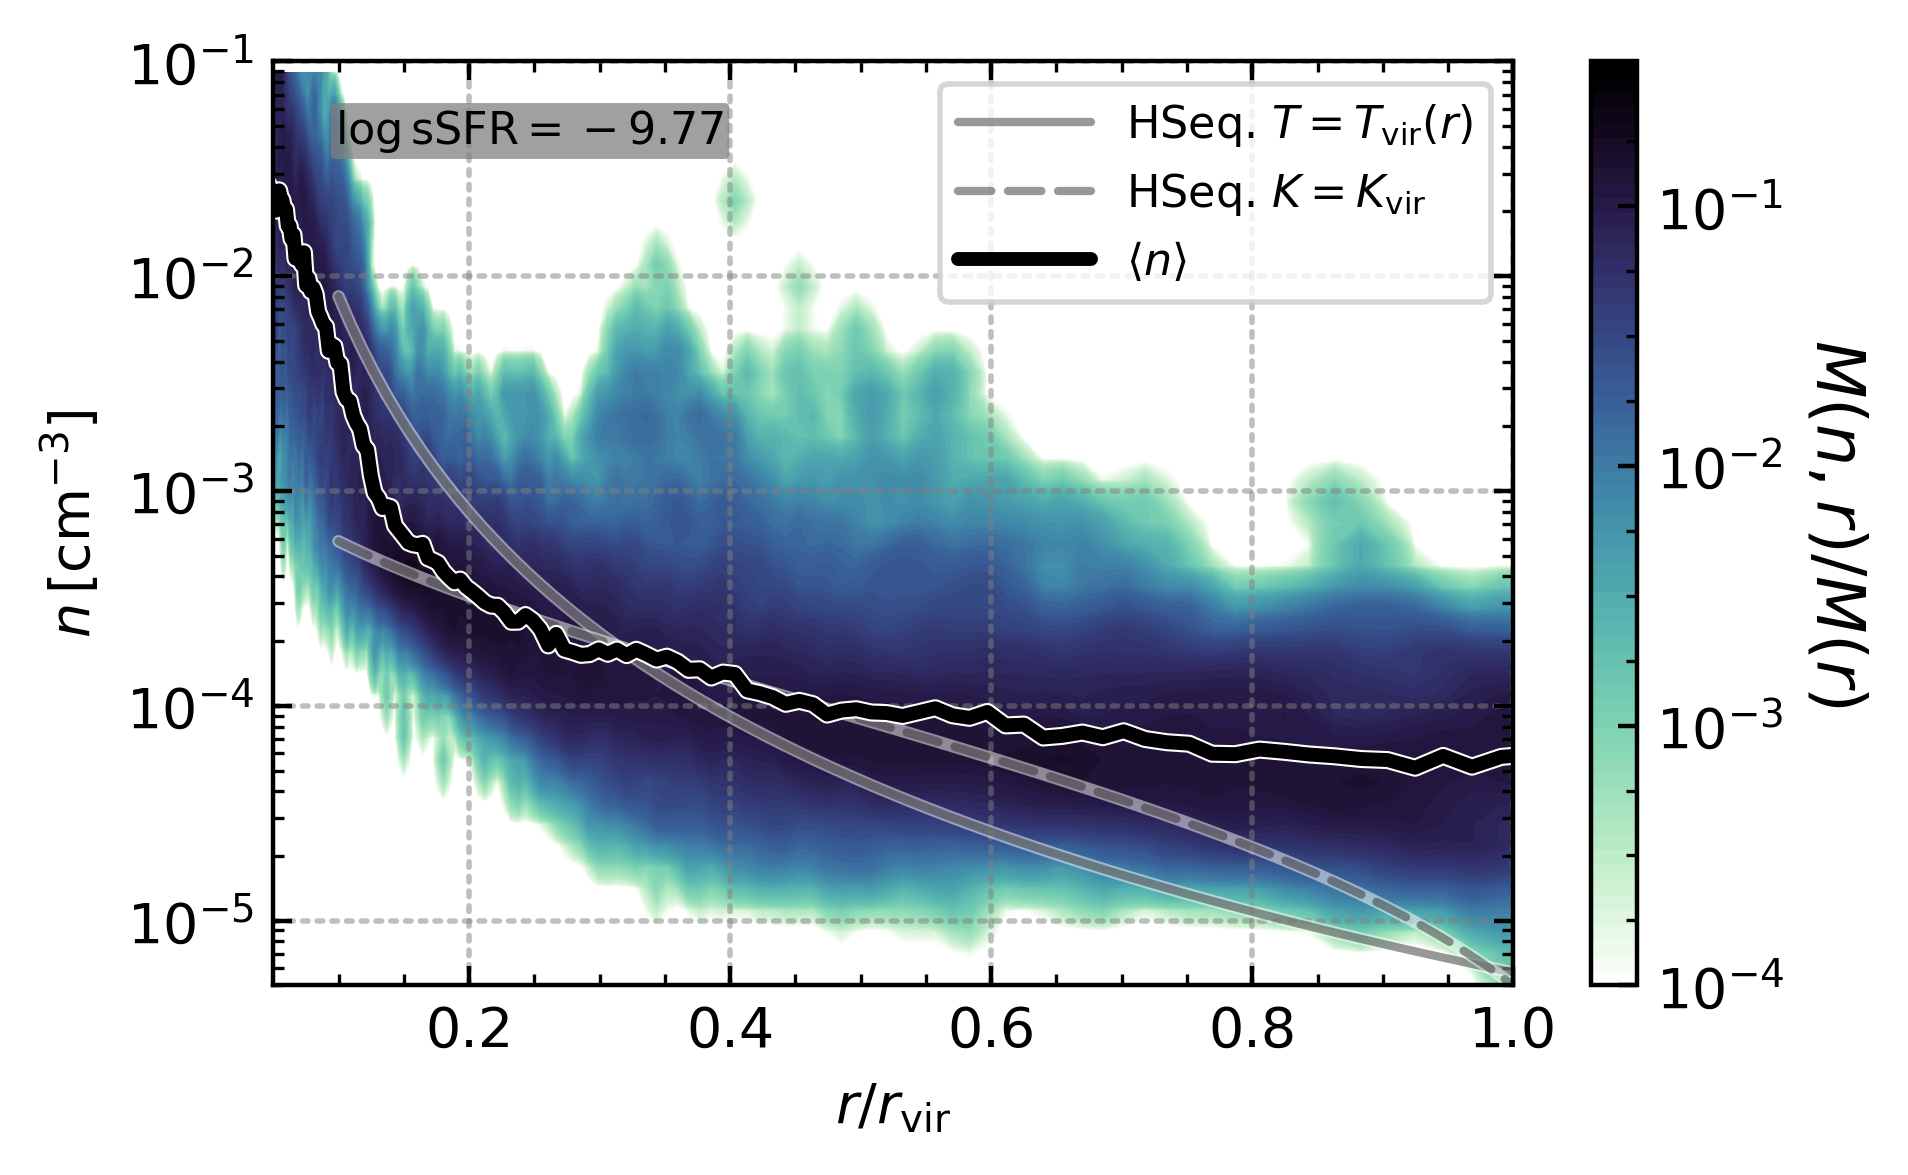 10⁻¹
10⁻²
10⁻³
10⁻⁴
10⁻⁵
n [cm⁻³]
log sSFR = −9.77
HSeq. T = T_vir(r)
HSeq. K = K_vir
⟨n⟩
0.2 0.4 0.6 0.8 1.0
r/r_vir
10⁻¹
10⁻²
10⁻³
10⁻⁴
M(n, r)/M(r)